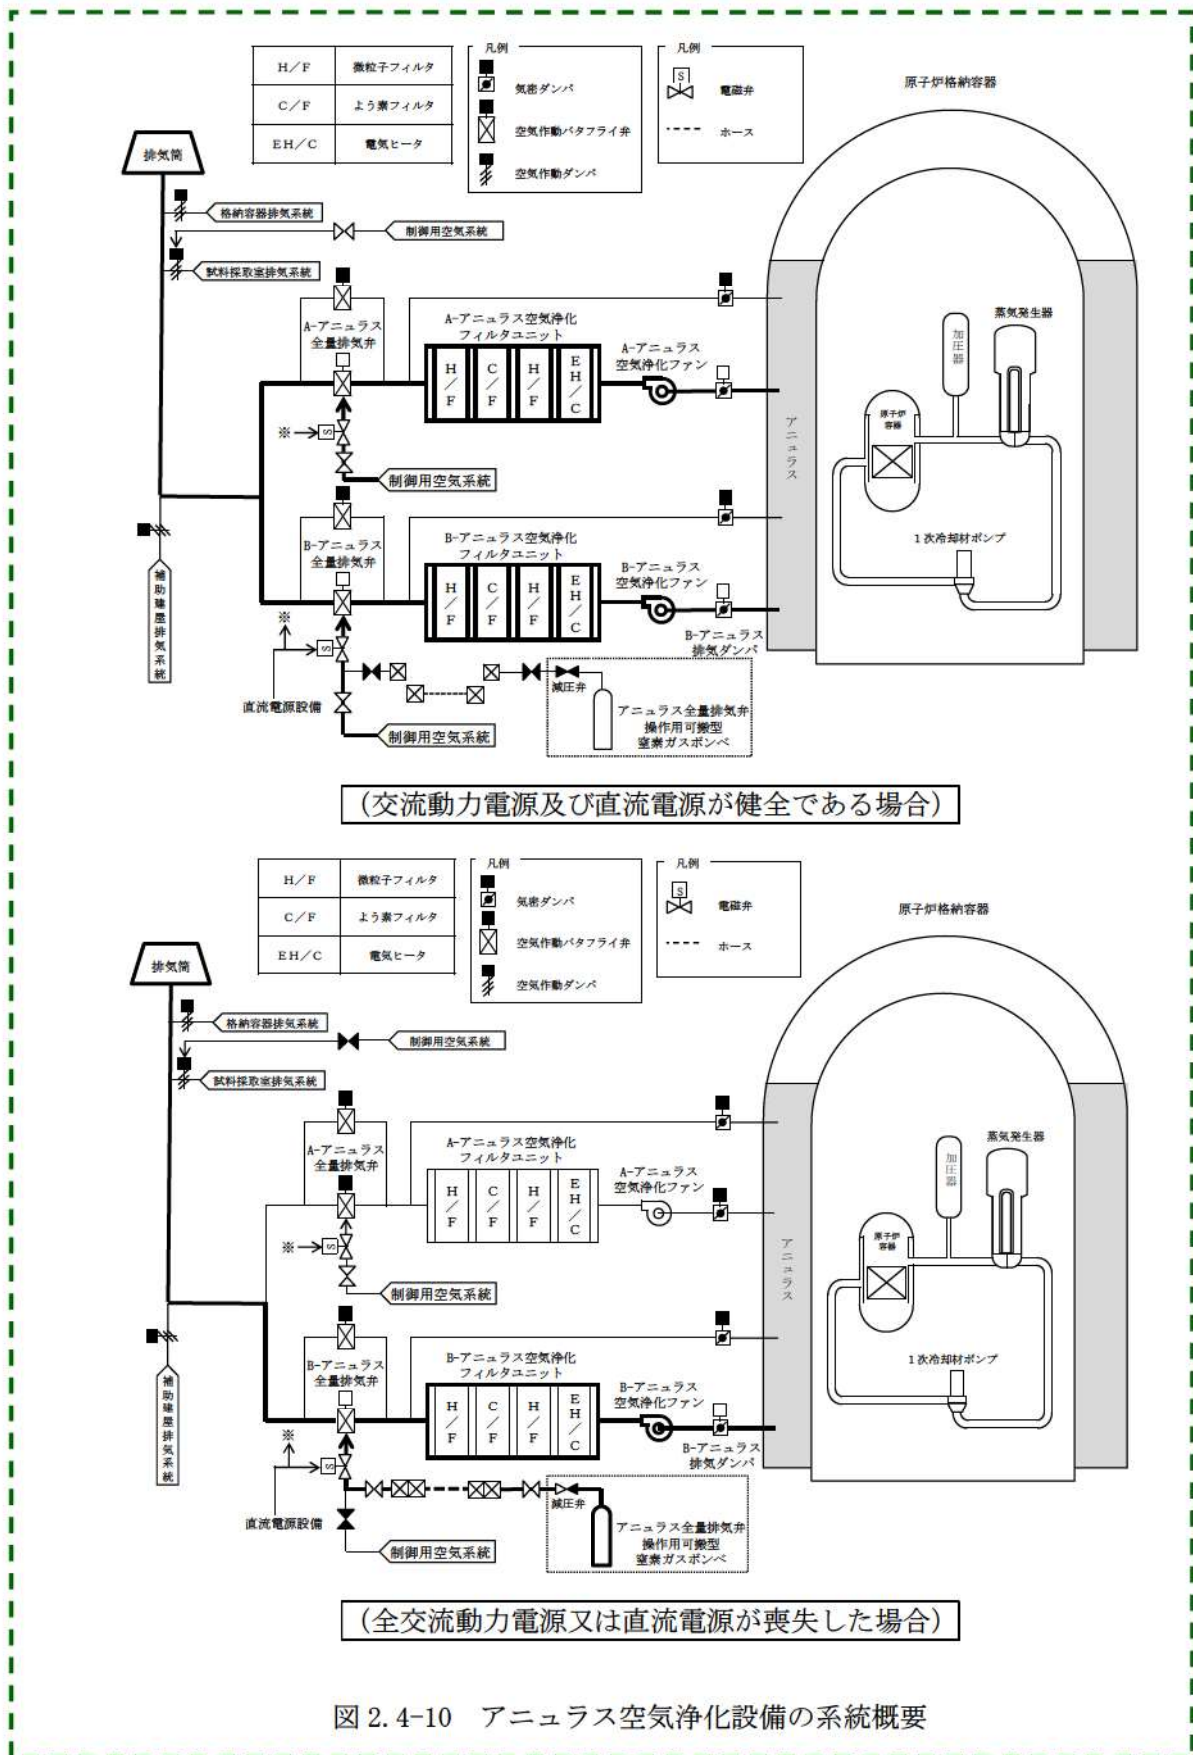 H/F 微粒子フィルタ
C/F よう素フィルタ
EH/C 電気ヒータ
凡例
気密ダンパ
空気作動バタフライ弁
空気作動ダンパ
凡例
S 電磁弁
ホース
原子炉格納容器
排気筒
格納容器排気系統
制御用空気系統
試料採取室排気系統
A-アニュラス
全量排気弁
A-アニュラス空気浄化
フィルタユニット
H/F
C/F
H/F
EH/C
A-アニュラス
空気浄化ファン
アニュラス
加圧器
蒸気発生器
原子炉
容器
1次冷却材ポンプ
※
S
制御用空気系統
B-アニュラス
全量排気弁
B-アニュラス空気浄化
フィルタユニット
H/F
C/F
H/F
EH/C
B-アニュラス
空気浄化ファン
B-アニュラス
排気ダンパ
補助建屋排気系統
※
S
直流電源設備
制御用空気系統
減圧弁
アニュラス全量排気弁
操作用可搬型
窒素ガスボンベ
(交流動力電源及び直流電源が健全である場合)
H/F 微粒子フィルタ
C/F よう素フィルタ
EH/C 電気ヒータ
凡例
気密ダンパ
空気作動バタフライ弁
空気作動ダンパ
凡例
S 電磁弁
ホース
原子炉格納容器
排気筒
格納容器排気系統
制御用空気系統
試料採取室排気系統
A-アニュラス
全量排気弁
A-アニュラス空気浄化
フィルタユニット
H/F
C/F
H/F
EH/C
A-アニュラス
空気浄化ファン
アニュラス
加圧器
蒸気発生器
原子炉
容器
1次冷却材ポンプ
※
S
制御用空気系統
B-アニュラス
全量排気弁
B-アニュラス空気浄化
フィルタユニット
H/F
C/F
H/F
EH/C
B-アニュラス
空気浄化ファン
B-アニュラス
排気ダンパ
補助建屋排気系統
※
S
直流電源設備
制御用空気系統
減圧弁
アニュラス全量排気弁
操作用可搬型
窒素ガスボンベ
(全交流動力電源又は直流電源が喪失した場合)
図 2.4-10 アニュラス空気浄化設備の系統概要